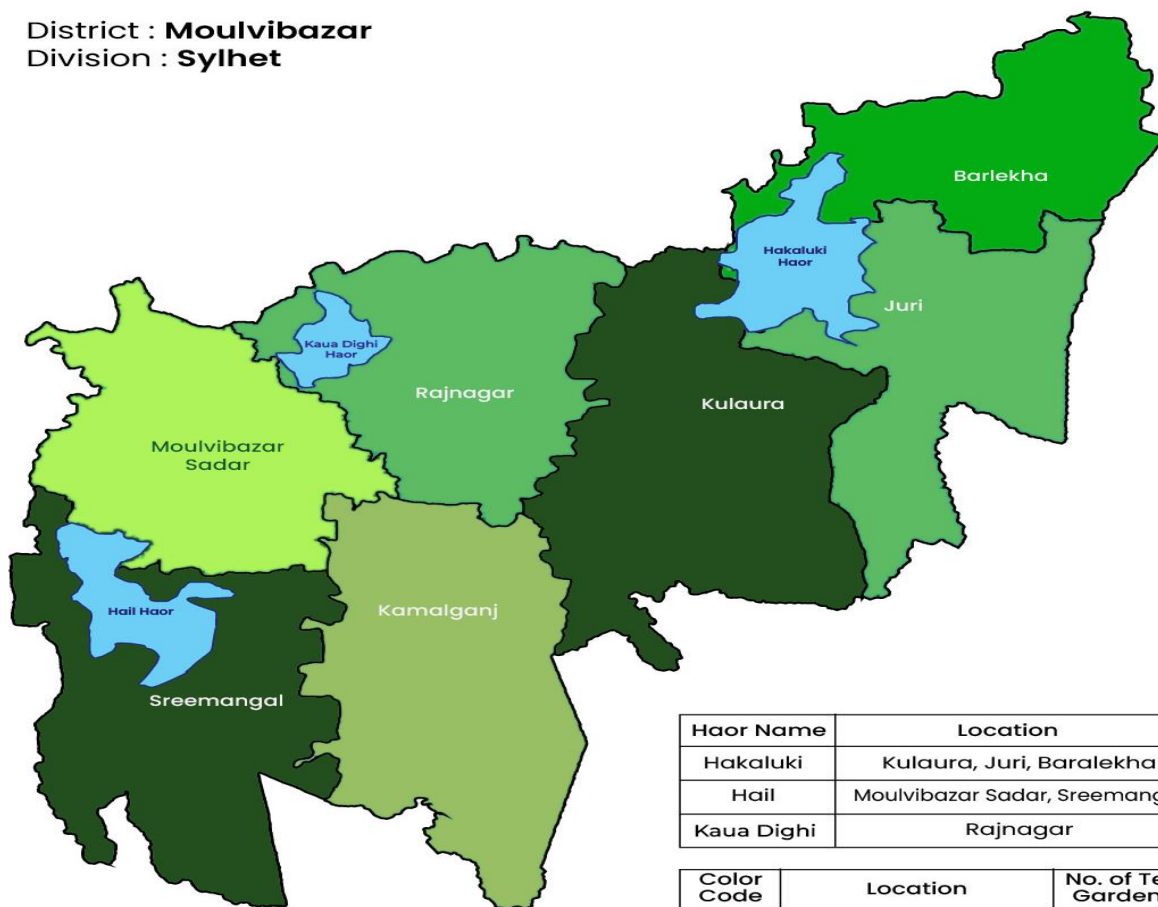 District : Moulvibazar
Division : Sylhet
Barlekha
Hakaluki
Haor
Juri
Kaua Dighi
Haor
Rajnagar
Kulaura
Moulvibazar
Sadar
Hail Haor
Kamalganj
Sreemangal
Haor Name Location
Hakaluki Kulaura, Juri, Baralekha
Hail Moulvibazar Sadar, Sreemang
Kaua Dighi Rajnagar
Color
Code
Location
No. of Te
Garden